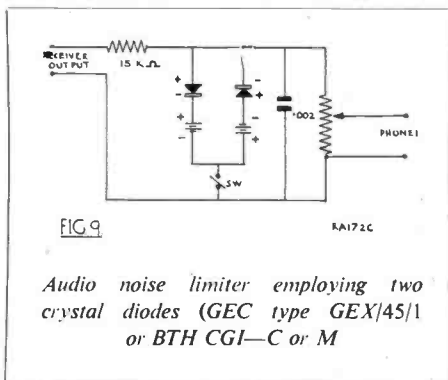 RECEIVER
OUTPUT
15 KΩ
+
-
-
+
+
-
-
+
·002
PHONE1
SW
FIG 9
RA172C
Audio noise limiter employing two
crystal diodes (GEC type GEX/45/1
or BTH CG1—C or M